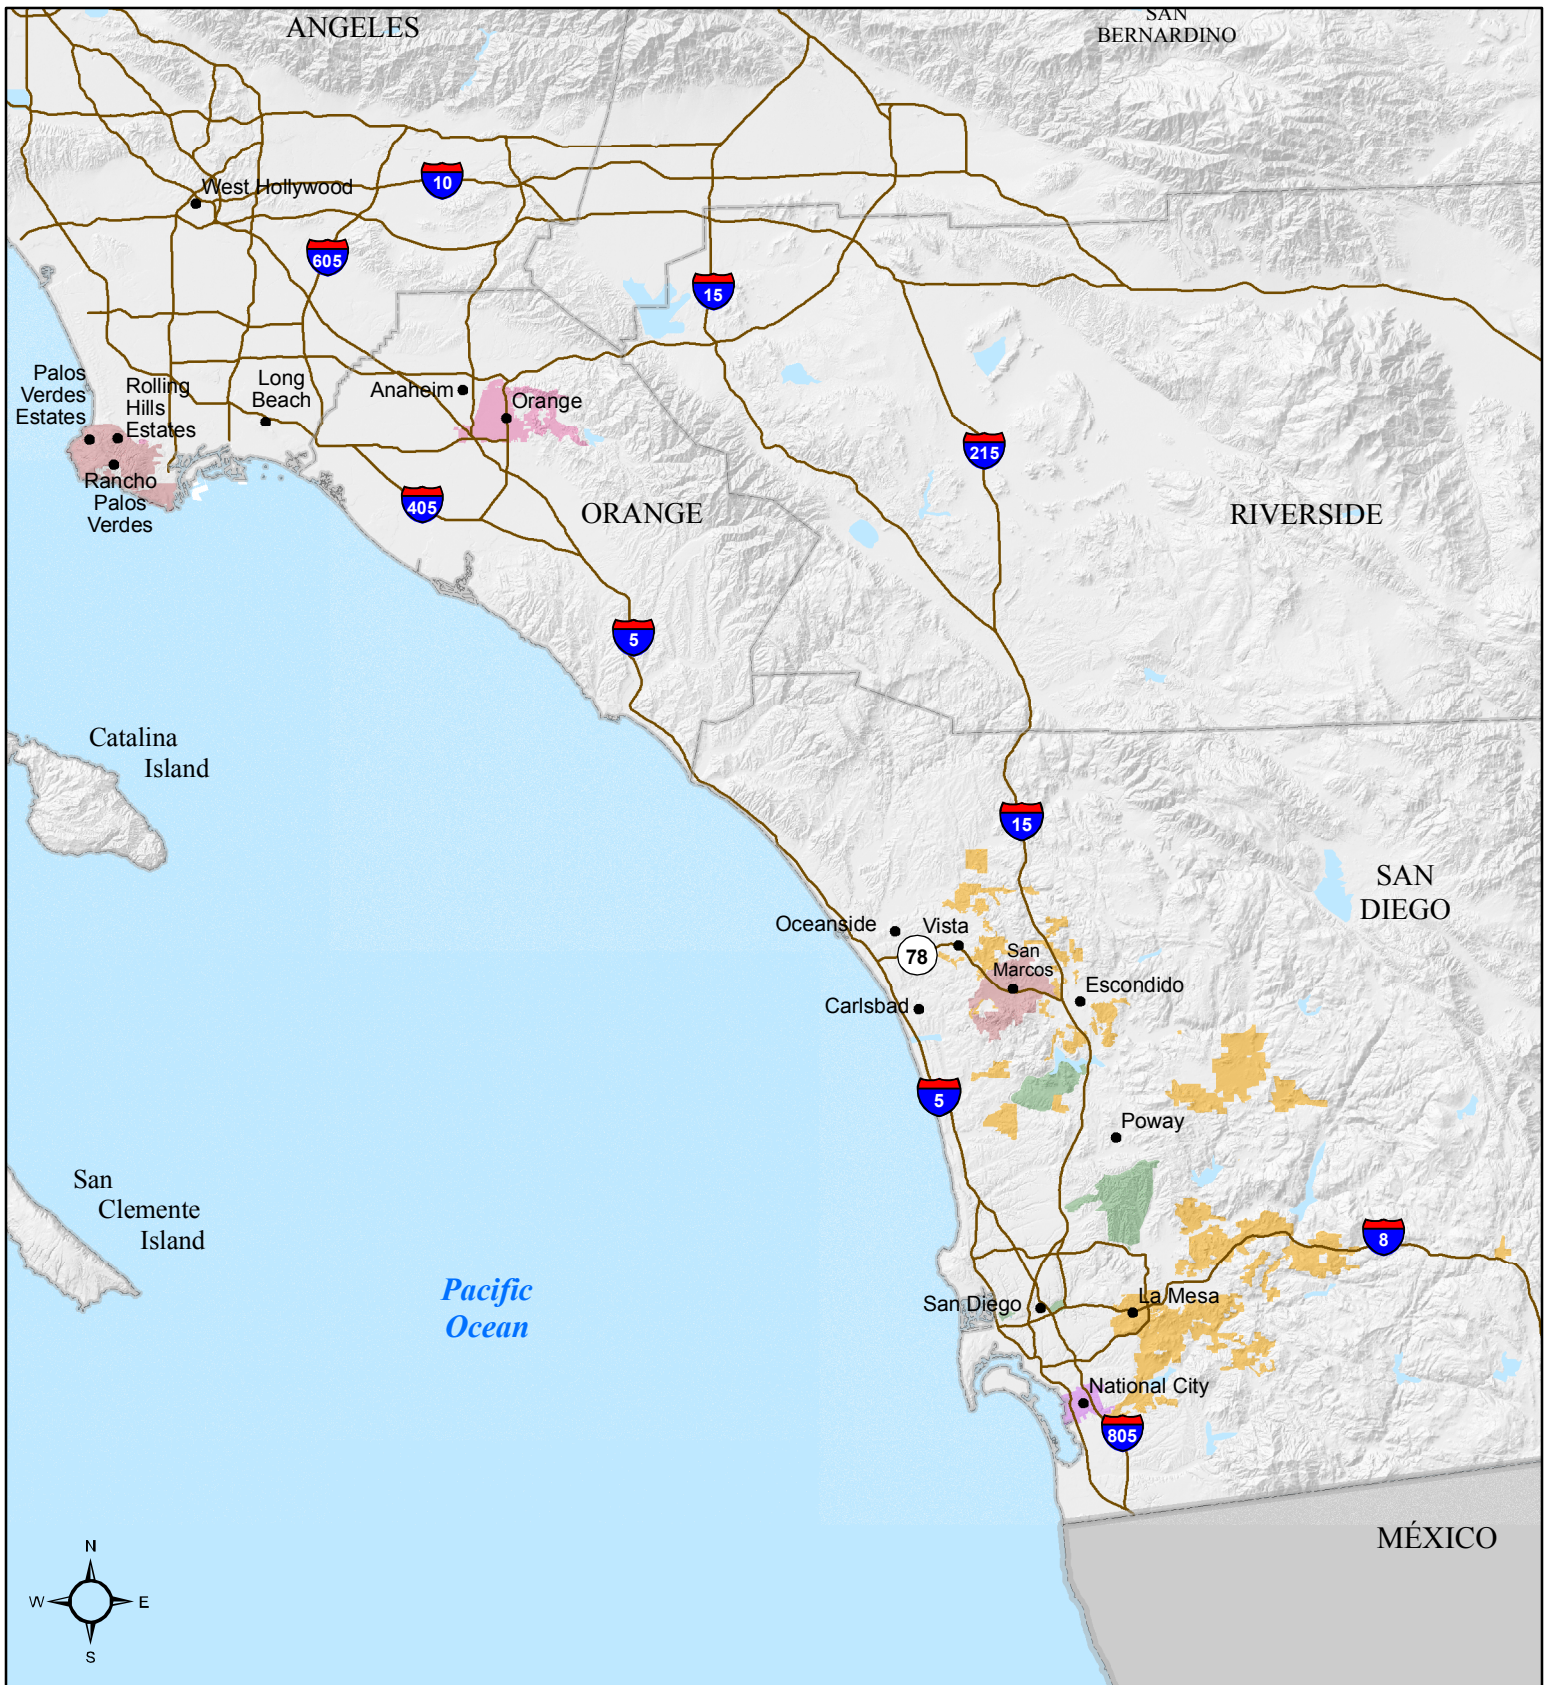 ANGELES
SAN
BERNARDINO
West Hollywood
10
605
15
Palos
Verdes
Estates
Rolling
Hills
Estates
Long
Beach
Anaheim
Orange
Rancho
Palos
Verdes
405
215
ORANGE
RIVERSIDE
5
Catalina
Island
15
SAN
DIEGO
Oceanside
Vista
78
San
Marcos
Escondido
Carlsbad
5
Poway
San
Clemente
Island
8
Pacific
Ocean
San Diego
La Mesa
National City
805
MÉXICO
N
W
E
S